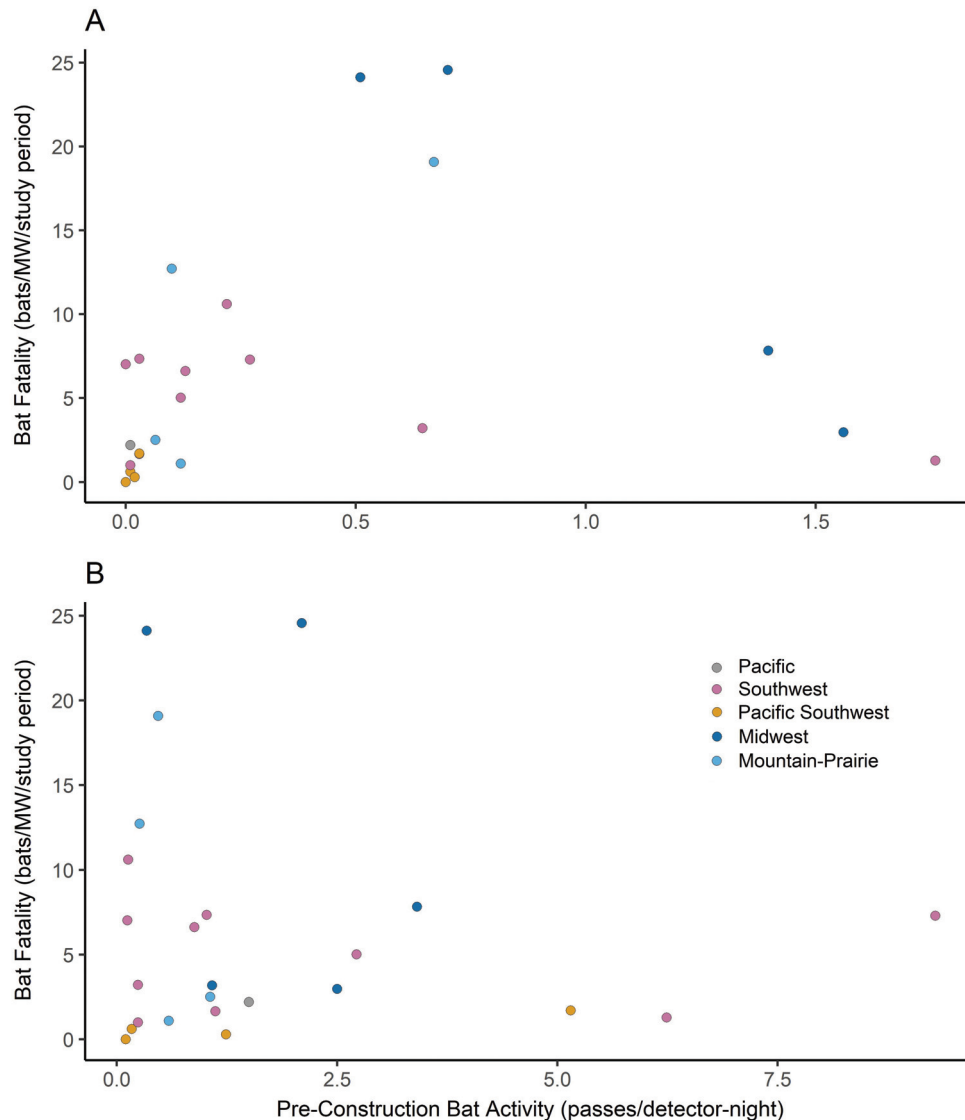 A
Bat Fatality (bats/MW/study period)
25
20
15
10
5
0
0.0 0.5 1.0 1.5
B
Bat Fatality (bats/MW/study period)
25
20
15
10
5
0
Pacific
Southwest
Pacific Southwest
Midwest
Mountain-Prairie
0.0 2.5 5.0 7.5
Pre-Construction Bat Activity (passes/detector-night)